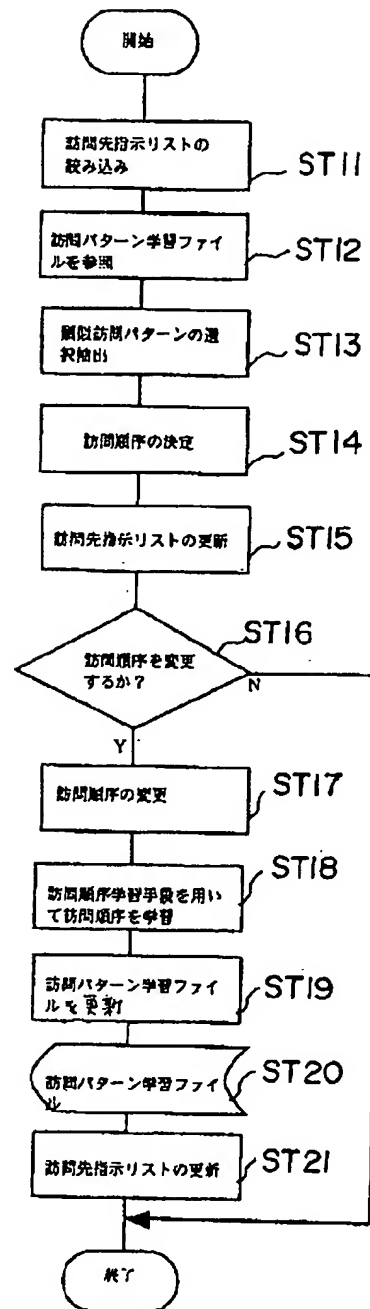 開始
訪問先指示リストの
絞み込み
ST11
訪問パターン学習ファイ
ルを参照
ST12
類似訪問パターンの選
択抽出
ST13
訪問順序の決定
ST14
訪問先指示リストの更新
ST15
ST16
訪問順序を変更
するか？
N
Y
訪問順序の変更
ST17
訪問順序学習手段を用い
て訪問順序を学習
ST18
訪問パターン学習ファイ
ルを更新
ST19
訪問パターン学習ファイ
ル
ST20
訪問先指示リストの更新
ST21
終了